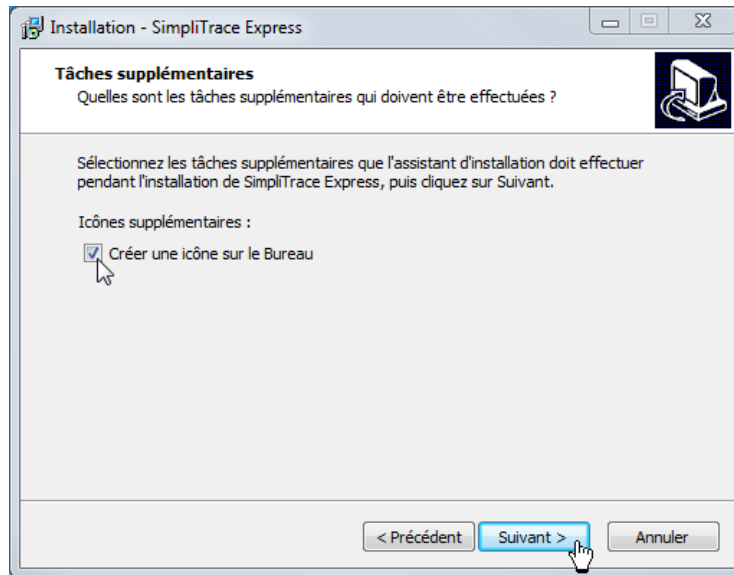 Installation - SimpliTrace Express
Tâches supplémentaires
Quelles sont les tâches supplémentaires qui doivent être effectuées ?
Sélectionnez les tâches supplémentaires que l'assistant d'installation doit effectuer
pendant l'installation de SimpliTrace Express, puis cliquez sur Suivant.
Icônes supplémentaires :
Créer une icône sur le Bureau
< Précédent
Suivant >
Annuler